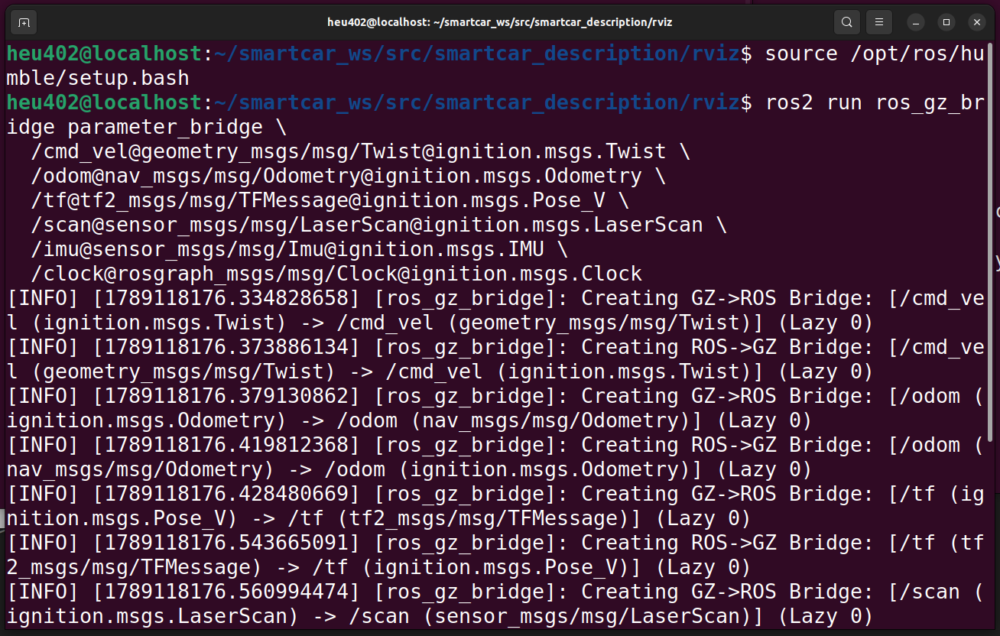 heu402@localhost: ~/smartcar_ws/src/smartcar_description/rviz
heu402@localhost:~/smartcar_ws/src/smartcar_description/rviz$ source /opt/ros/hu
mble/setup.bash
heu402@localhost:~/smartcar_ws/src/smartcar_description/rviz$ ros2 run ros_gz_br
idge parameter_bridge \
  /cmd_vel@geometry_msgs/msg/Twist@ignition.msgs.Twist \
  /odom@nav_msgs/msg/Odometry@ignition.msgs.Odometry \
  /tf@tf2_msgs/msg/TFMessage@ignition.msgs.Pose_V \
  /scan@sensor_msgs/msg/LaserScan@ignition.msgs.LaserScan \
  /imu@sensor_msgs/msg/Imu@ignition.msgs.IMU \
  /clock@rosgraph_msgs/msg/Clock@ignition.msgs.Clock
[INFO] [1789118176.334828658] [ros_gz_bridge]: Creating GZ->ROS Bridge: [/cmd_ve
l (ignition.msgs.Twist) -> /cmd_vel (geometry_msgs/msg/Twist)] (Lazy 0)
[INFO] [1789118176.373886134] [ros_gz_bridge]: Creating ROS->GZ Bridge: [/cmd_ve
l (geometry_msgs/msg/Twist) -> /cmd_vel (ignition.msgs.Twist)] (Lazy 0)
[INFO] [1789118176.379130862] [ros_gz_bridge]: Creating GZ->ROS Bridge: [/odom (
ignition.msgs.Odometry) -> /odom (nav_msgs/msg/Odometry)] (Lazy 0)
[INFO] [1789118176.419812368] [ros_gz_bridge]: Creating ROS->GZ Bridge: [/odom (
nav_msgs/msg/Odometry) -> /odom (ignition.msgs.Odometry)] (Lazy 0)
[INFO] [1789118176.428480669] [ros_gz_bridge]: Creating GZ->ROS Bridge: [/tf (ig
nition.msgs.Pose_V) -> /tf (tf2_msgs/msg/TFMessage)] (Lazy 0)
[INFO] [1789118176.543665091] [ros_gz_bridge]: Creating ROS->GZ Bridge: [/tf (tf
2_msgs/msg/TFMessage) -> /tf (ignition.msgs.Pose_V)] (Lazy 0)
[INFO] [1789118176.560994474] [ros_gz_bridge]: Creating GZ->ROS Bridge: [/scan (
ignition.msgs.LaserScan) -> /scan (sensor_msgs/msg/LaserScan)] (Lazy 0)